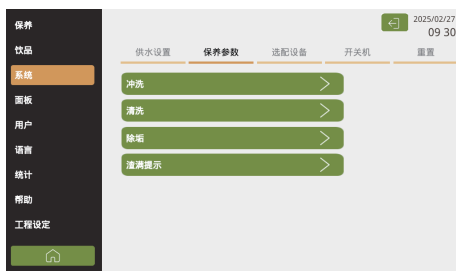 保养
饮品
系统
面板
用户
语言
统计
帮助
工程设定
2025/02/27
09 30
供水设置 保养参数 选配设备 开关机 重置
冲洗
清洗
除垢
渣满提示